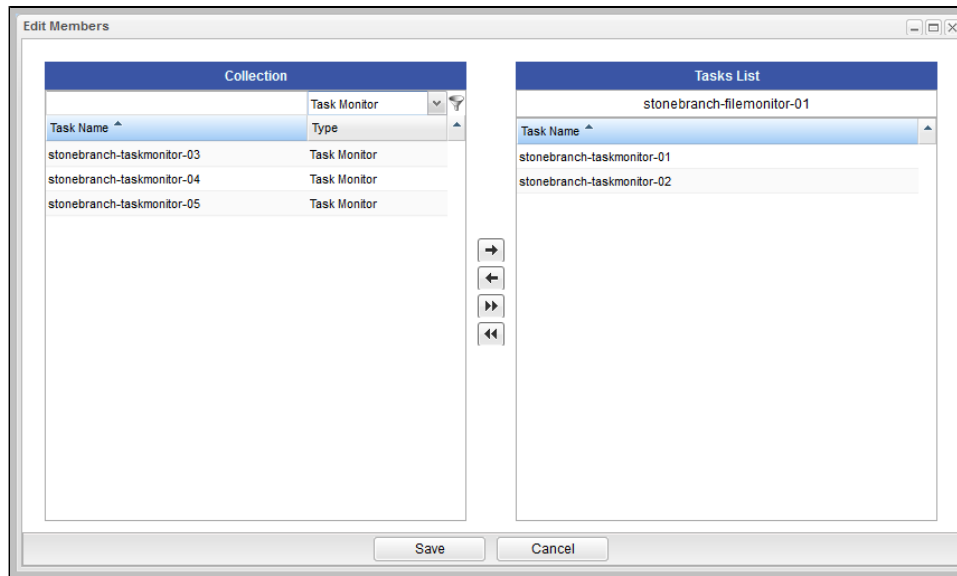 Edit Members
Collection
Tasks List
Task Monitor
stonebranch-filemonitor-01
Task Name Type
Task Name
stonebranch-taskmonitor-03 Task Monitor
stonebranch-taskmonitor-01
stonebranch-taskmonitor-04 Task Monitor
stonebranch-taskmonitor-02
stonebranch-taskmonitor-05 Task Monitor
Save Cancel